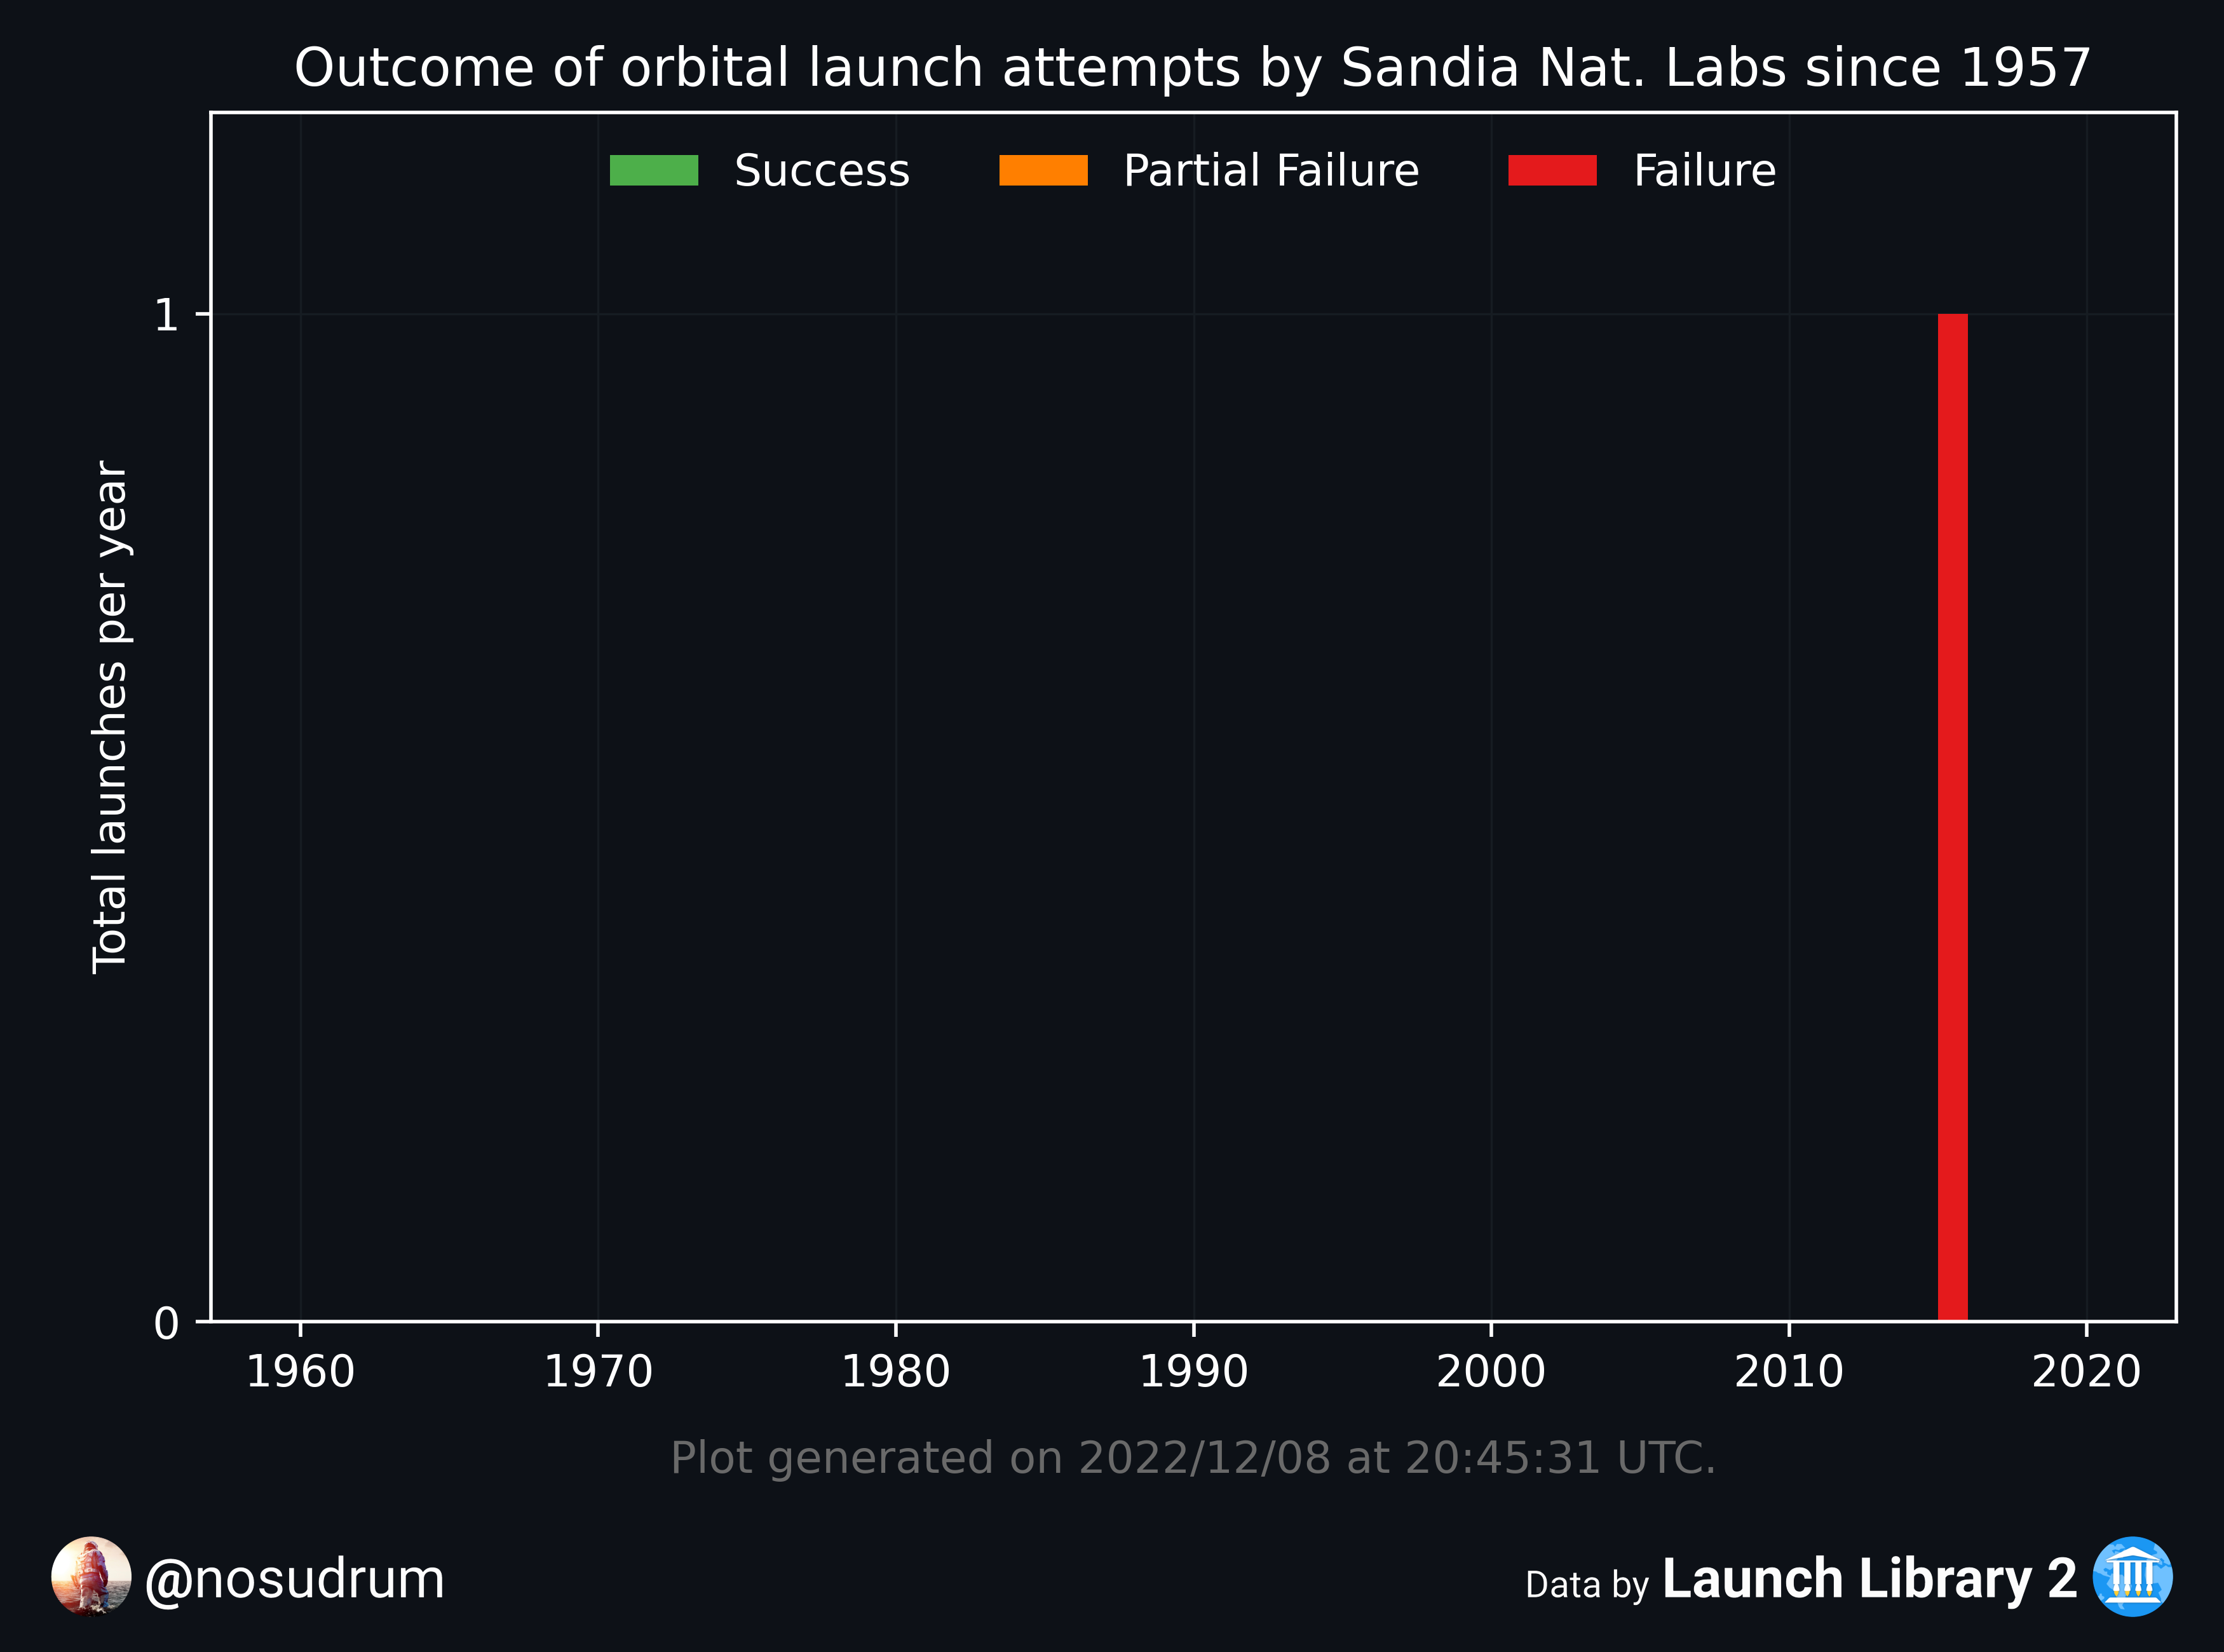 Outcome of orbital launch attempts by Sandia Nat. Labs since 1957
Success Partial Failure Failure
Total launches per year
1
0
1960 1970 1980 1990 2000 2010 2020
Plot generated on 2022/12/08 at 20:45:31 UTC.
@nosudrum
Data by Launch Library 2